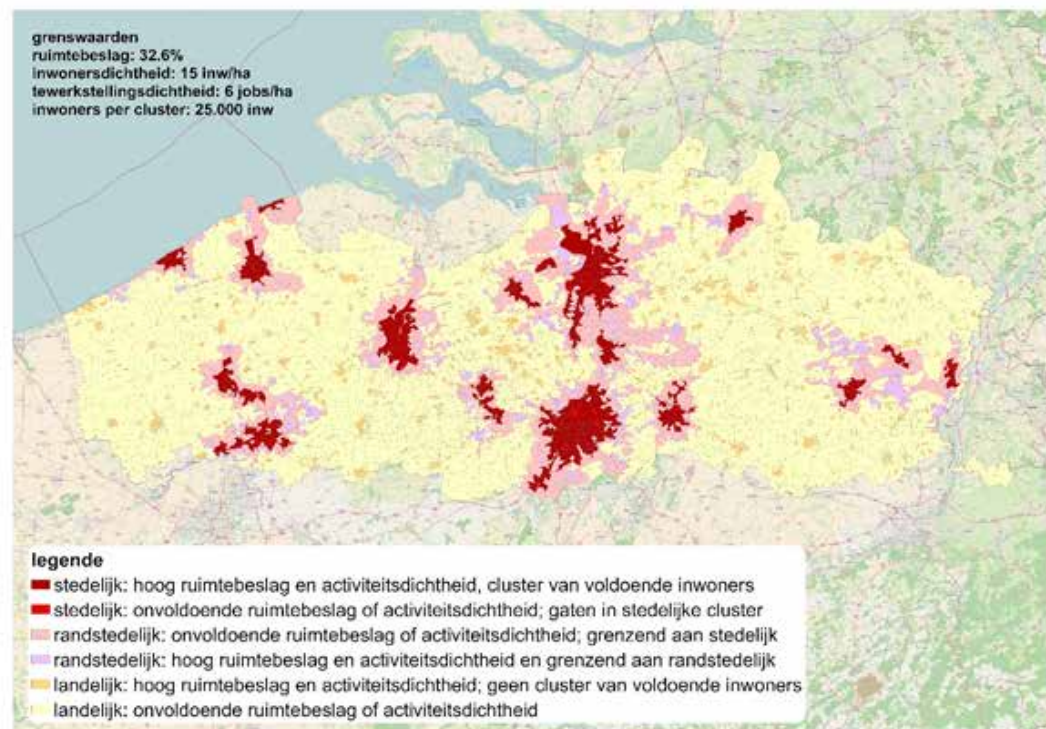 grenswaarden
ruimtebeslag: 32.6%
inwonersdichtheid: 15 inw/ha
tewerkstellingsdichtheid: 6 jobs/ha
inwoners per cluster: 25.000 inw
legende
stedelijk: hoog ruimtebeslag en activiteitsdichtheid, cluster van voldoende inwoners
stedelijk: onvoldoende ruimtebeslag of activiteitsdichtheid; gaten in stedelijke cluster
randstedelijk: onvoldoende ruimtebeslag of activiteitsdichtheid; grenzend aan stedelijk
randstedelijk: hoog ruimtebeslag en activiteitsdichtheid en grenzend aan randstedelijk
landelijk: hoog ruimtebeslag en activiteitsdichtheid; geen cluster van voldoende inwoners
landelijk: onvoldoende ruimtebeslag of activiteitsdichtheid